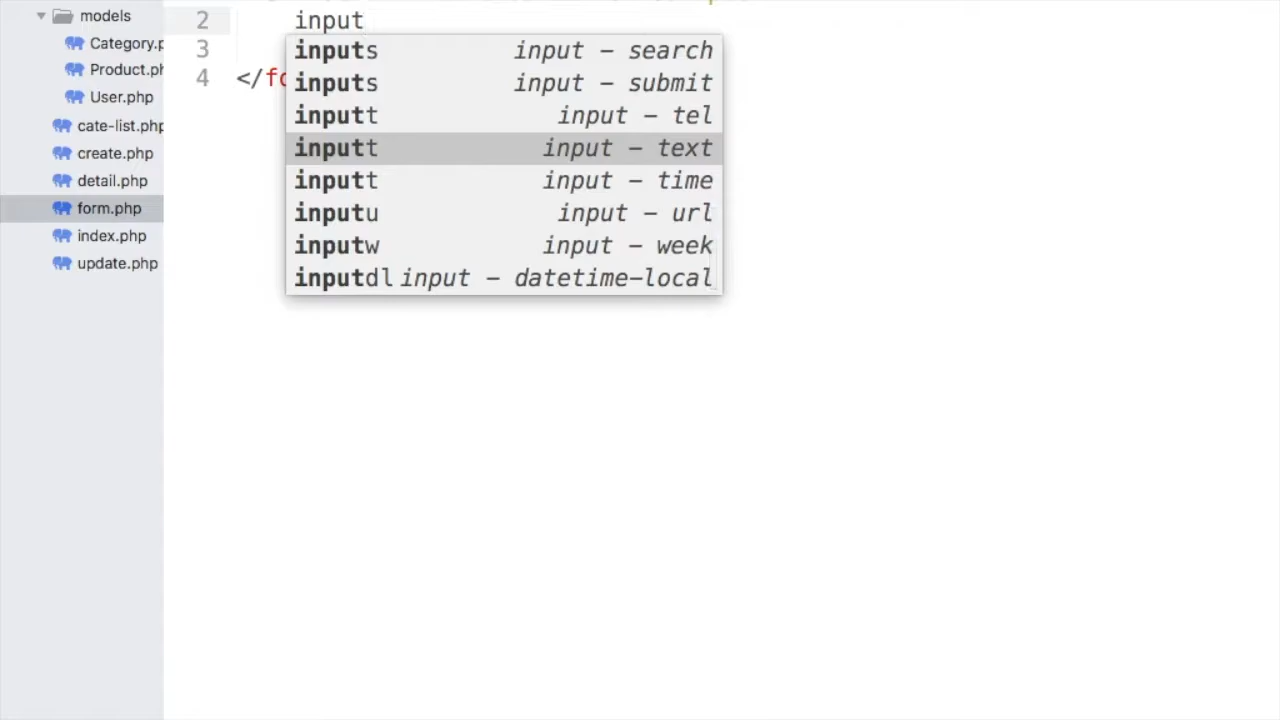 models
Category.p
Product.ph
User.php
cate-list.php
create.php
detail.php
form.php
index.php
update.php
2 input
3
4 </fo
inputs input – search
inputs input – submit
inputt input – tel
inputt input – text
inputt input – time
inputu input – url
inputw input – week
inputdl input – datetime-local